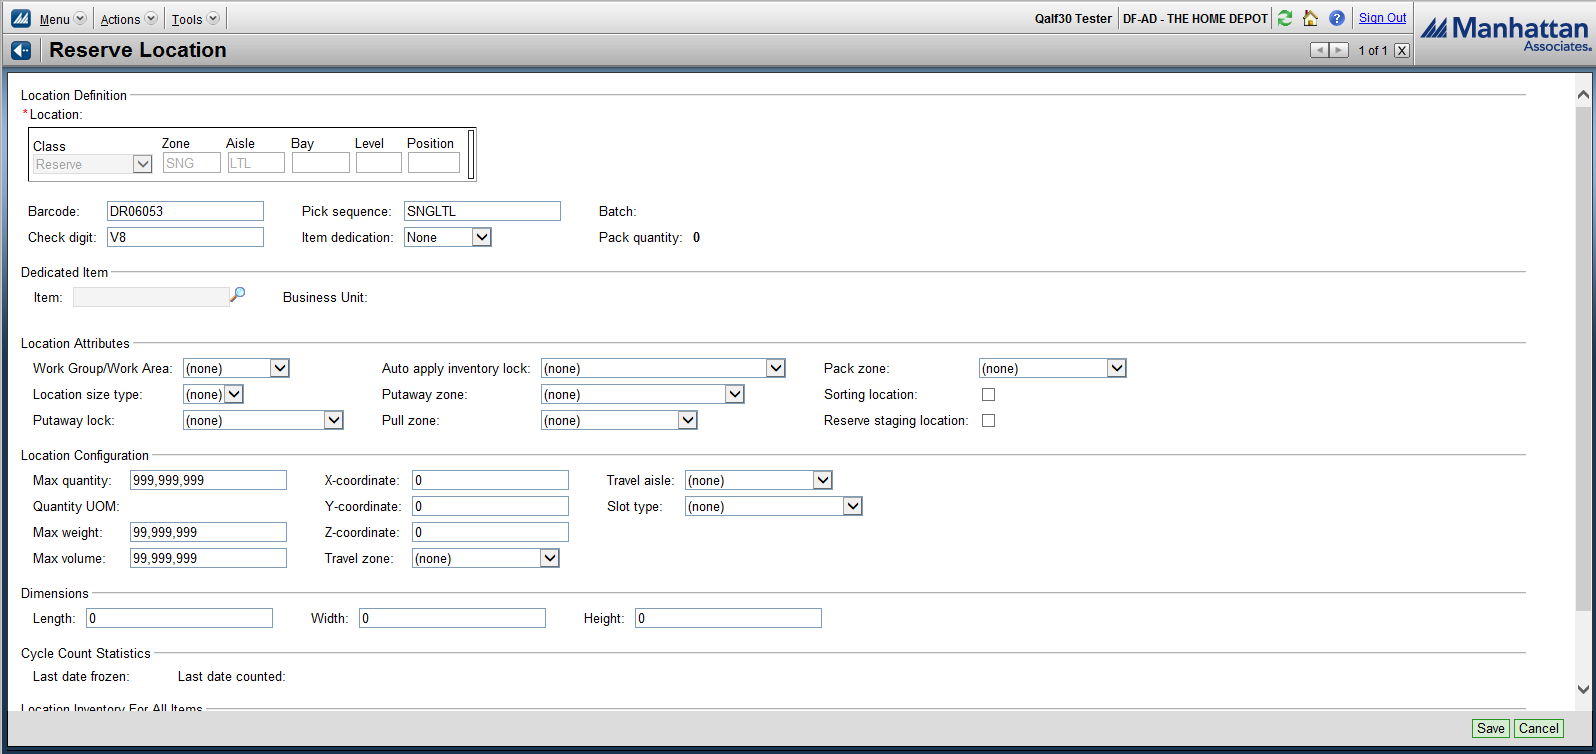 Menu Actions Tools Qalf30 Tester DF-AD - THE HOME DEPOT ? Sign Out
Manhattan Associates.
Reserve Location 1 of 1 X
Location Definition
*Location:
Class Zone Aisle Bay Level Position
Reserve SNG LTL
Barcode: DR06053 Pick sequence: SNGLTL Batch:
Check digit: V8 Item dedication: None Pack quantity: 0
Dedicated Item
Item: Business Unit:
Location Attributes
Work Group/Work Area: (none) Auto apply inventory lock: (none) Pack zone: (none)
Location size type: (none) Putaway zone: (none) Sorting location:
Putaway lock: (none) Pull zone: (none) Reserve staging location:
Location Configuration
Max quantity: 999,999,999 X-coordinate: 0 Travel aisle: (none)
Quantity UOM: Y-coordinate: 0 Slot type: (none)
Max weight: 99,999,999 Z-coordinate: 0
Max volume: 99,999,999 Travel zone: (none)
Dimensions
Length: 0 Width: 0 Height: 0
Cycle Count Statistics
Last date frozen: Last date counted:
Location Inventory For All Items
Save Cancel